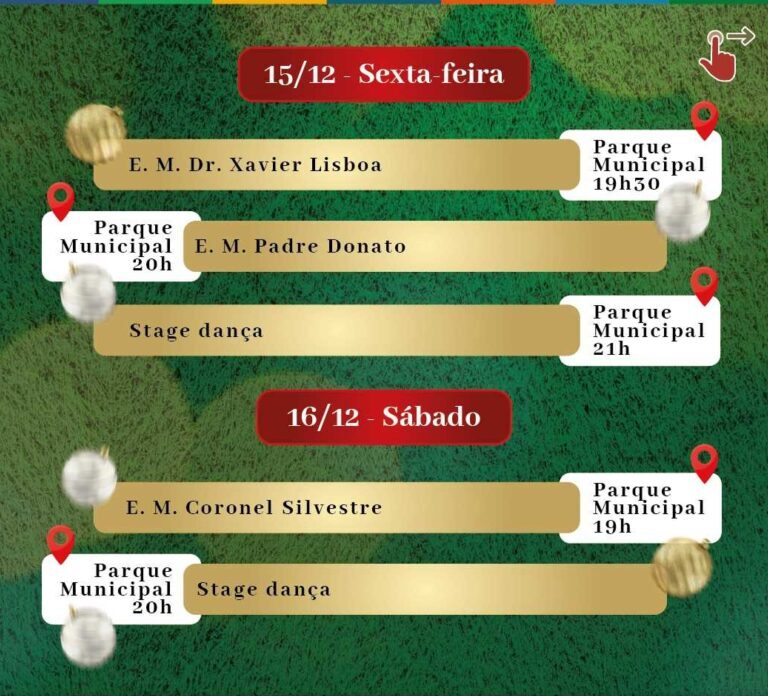 15/12 - Sexta-feira
E. M. Dr. Xavier Lisboa
Parque
Municipal
19h30
Parque
Municipal
20h
E. M. Padre Donato
Stage dança
Parque
Municipal
21h
16/12 - Sábado
E. M. Coronel Silvestre
Parque
Municipal
19h
Parque
Municipal
20h
Stage dança